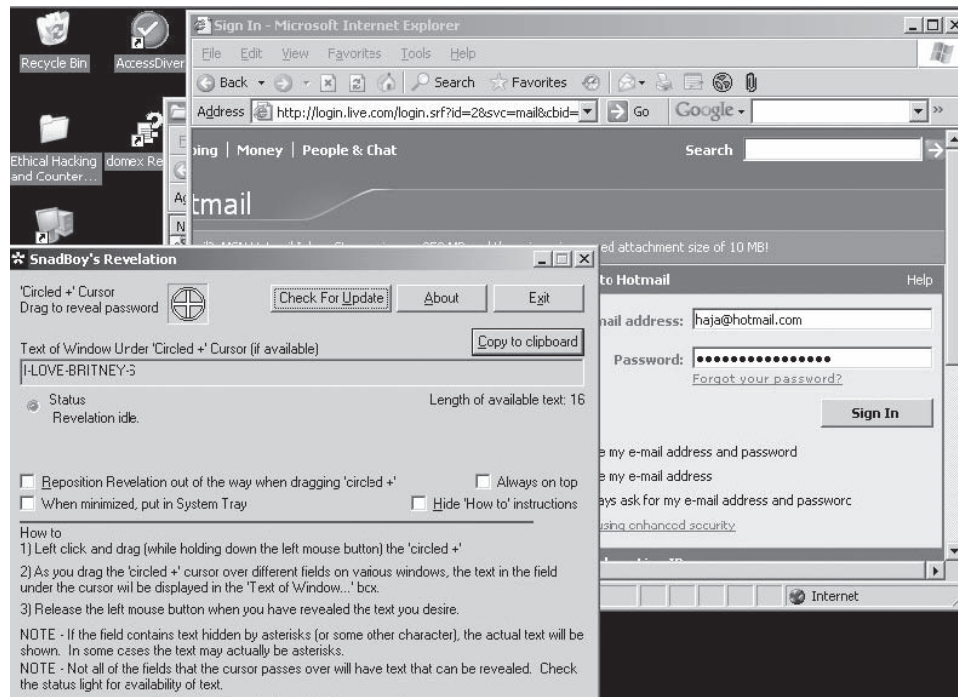 Recycle Bin
AccessDiver
Ethical Hacking
and Counter...
domex Re
Sign In - Microsoft Internet Explorer
File Edit View Favorites Tools Help
Back Search Favorites
Address http://login.live.com/login.srf?id=2&svc=mail&cbid= Go Google
ping | Money | People & Chat Search
tmail
ed attachment size of 10 MB!
to Hotmail Help
mail address: haja@hotmail.com
Password: ●●●●●●●●●●●●●●●●
Forgot your password?
Sign In
e my e-mail address and password
e my e-mail address
ays ask for my e-mail address and passworc
using enhanced security
Internet
SnadBoy's Revelation
'Circled +' Cursor
Drag to reveal password
Check For Update About Exit
Copy to clipboard
Text of Window Under 'Circled +' Cursor (if available)
I-LOVE-BRITNEY-S
Status Length of available text: 16
Revelation idle.
Reposition Revelation out of the way when dragging 'circled +' Always on top
When minimized, put in System Tray Hide 'How to' instructions
How to
1) Left click and drag (while holding down the left mouse button) the 'circled +'
2) As you drag the 'circled +' cursor over different fields on various windows, the text in the field
under the cursor will be displayed in the 'Text of Window...' box.
3) Release the left mouse button when you have revealed the text you desire.
NOTE - If the field contains text hidden by asterisks (or some other character), the actual text will be
shown. In some cases the text may actually be asterisks.
NOTE - Not all of the fields that the cursor passes over will have text that can be revealed. Check
the status light for availability of text.